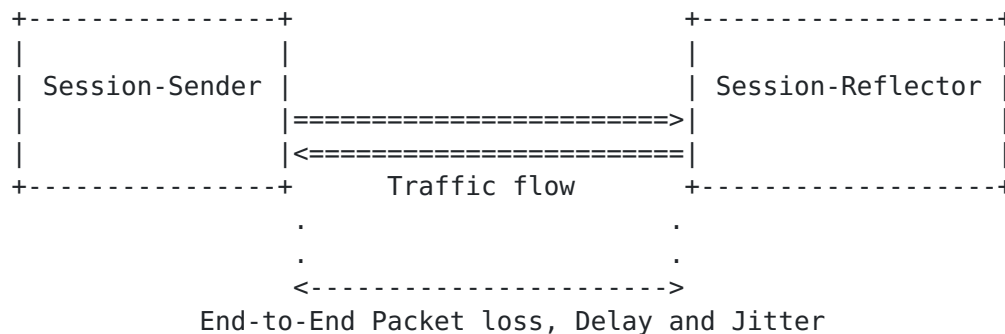 Session-Sender Session-Reflector
Traffic flow
End-to-End Packet loss, Delay and Jitter